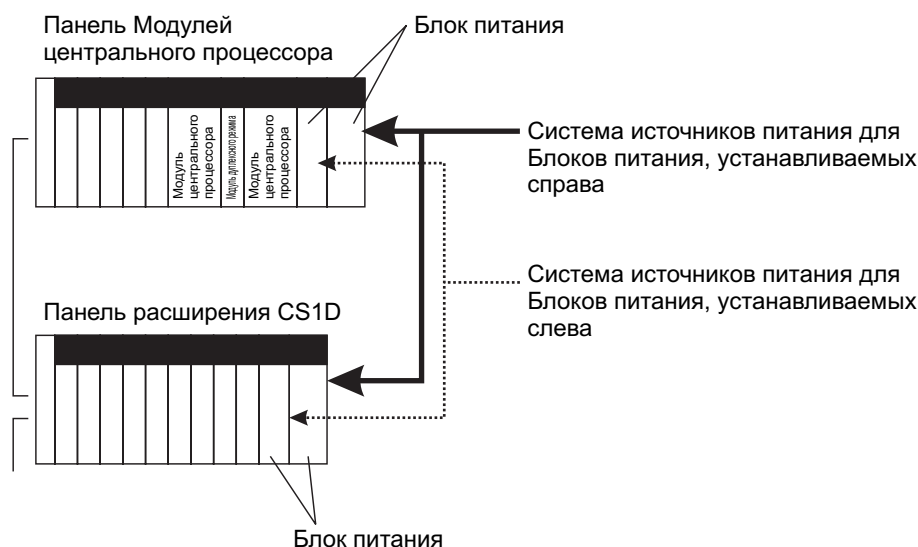 Панель Модулей
центрального процессора
Блок питания
Модуль
центрального
процессора
Модуль дуплексного режима
Модуль
центрального
процессора
Система источников питания для
Блоков питания, устанавливаемых
справа
Система источников питания для
Блоков питания, устанавливаемых
слева
Панель расширения CS1D
Блок питания